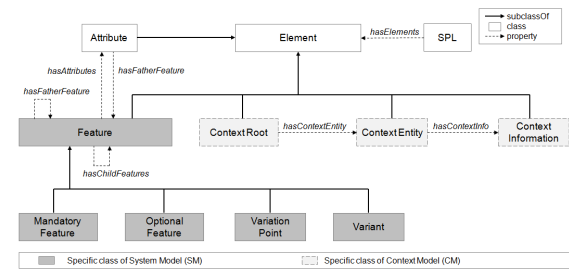 subclassOf
class
property
Attribute
Element
hasElements
SPL
hasAttributes
hasFatherFeature
hasFatherFeature
Feature
Context Root
hasContextEntity
Context Entity
hasContextInfo
Context
Information
hasChildFeatures
Mandatory
Feature
Optional
Feature
Variation
Point
Variant
Specific class of System Model (SM)
Specific class of Context Model (CM)